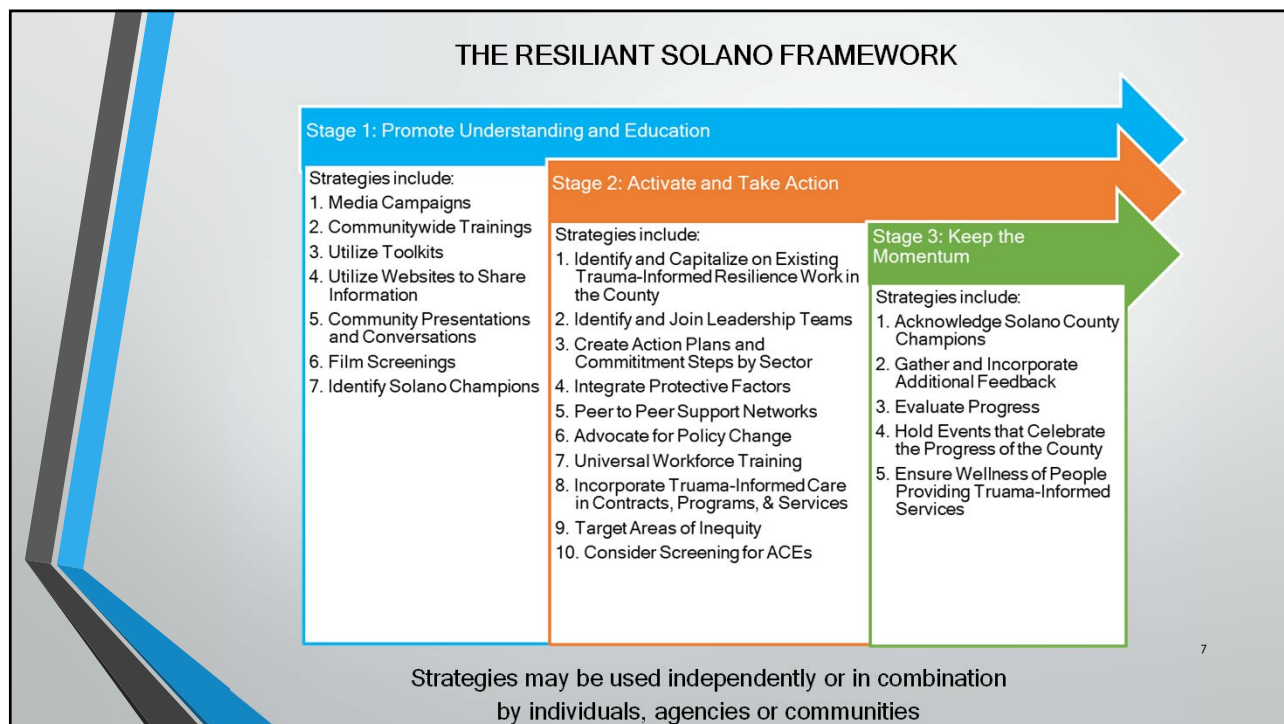 THE RESILIANT SOLANO FRAMEWORK
Stage 1: Promote Understanding and Education
Strategies include:
1. Media Campaigns
2. Communitywide Trainings
3. Utilize Toolkits
4. Utilize Websites to Share
Information
5. Community Presentations
and Conversations
6. Film Screenings
7. Identify Solano Champions
Stage 2: Activate and Take Action
Strategies include:
1. Identify and Capitalize on Existing
Trauma-Informed Resilience Work in
the County
2. Identify and Join Leadership Teams
3. Create Action Plans and
Commititment Steps by Sector
4. Integrate Protective Factors
5. Peer to Peer Support Networks
6. Advocate for Policy Change
7. Universal Workforce Training
8. Incorporate Truama-Informed Care
in Contracts, Programs, & Services
9. Target Areas of Inequity
10. Consider Screening for ACEs
Stage 3: Keep the
Momentum
Strategies include:
1. Acknowledge Solano County
Champions
2. Gather and Incorporate
Additional Feedback
3. Evaluate Progress
4. Hold Events that Celebrate
the Progress of the County
5. Ensure Wellness of People
Providing Truama-Informed
Services
7
Strategies may be used independently or in combination
by individuals, agencies or communities